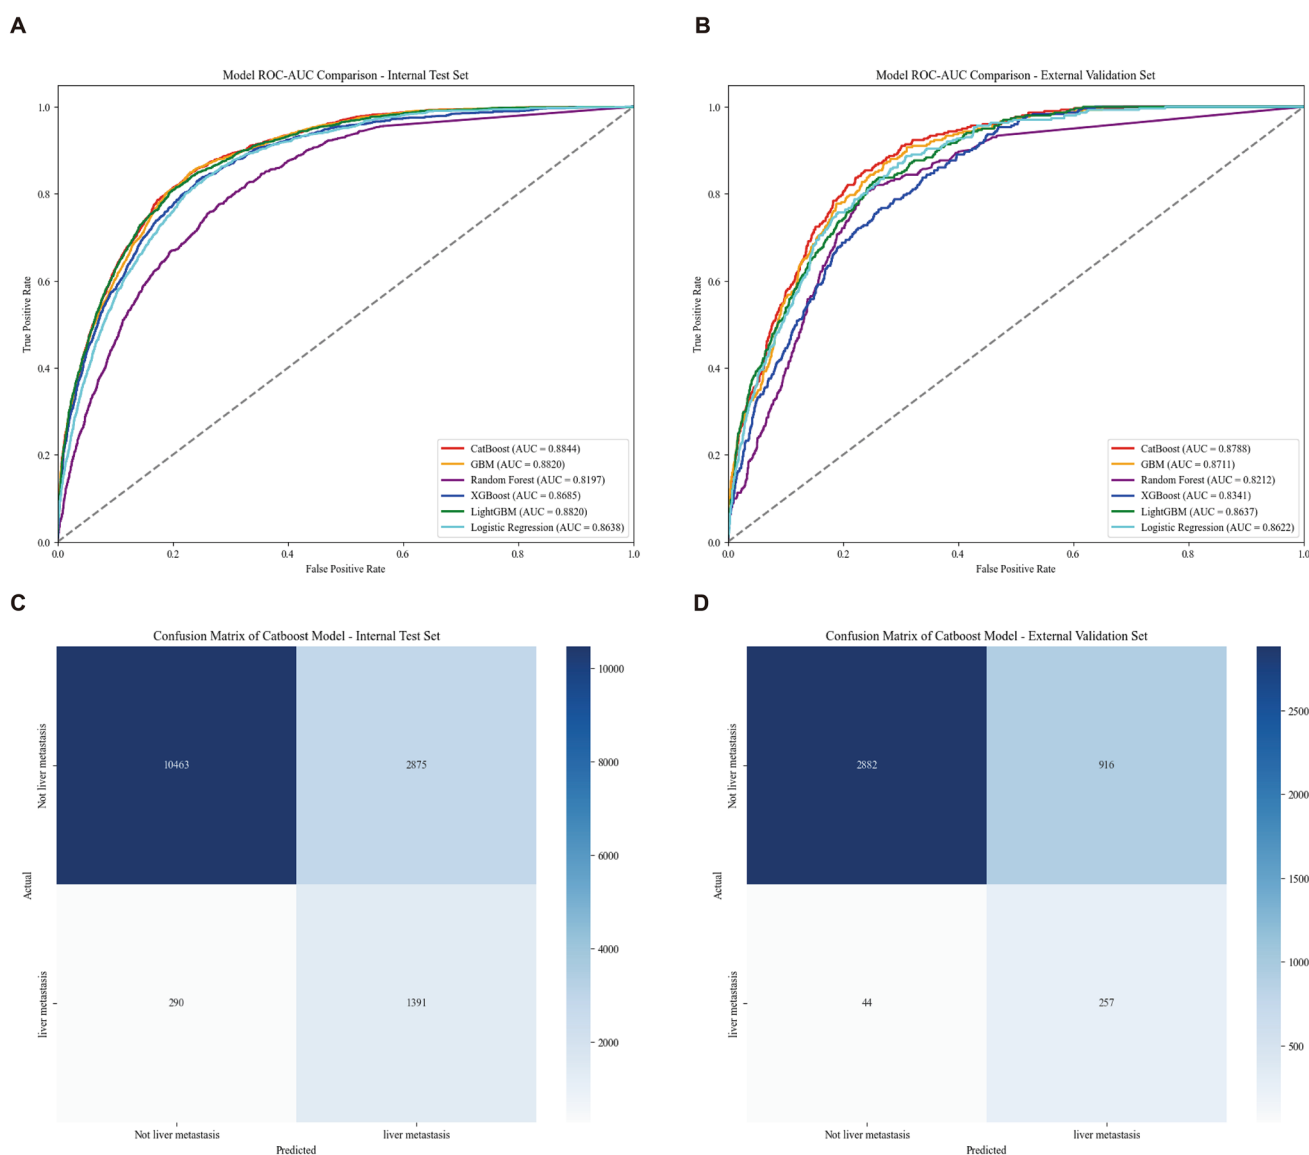 A
Model ROC-AUC Comparison - Internal Test Set
True Positive Rate
1.0
0.8
0.6
0.4
0.2
0.0
CatBoost (AUC = 0.8844)
GBM (AUC = 0.8820)
Random Forest (AUC = 0.8197)
XGBoost (AUC = 0.8685)
LightGBM (AUC = 0.8820)
Logistic Regression (AUC = 0.8638)
0.0 0.2 0.4 0.6 0.8 1.0
False Positive Rate
B
Model ROC-AUC Comparison - External Validation Set
True Positive Rate
1.0
0.8
0.6
0.4
0.2
0.0
CatBoost (AUC = 0.8788)
GBM (AUC = 0.8711)
Random Forest (AUC = 0.8212)
XGBoost (AUC = 0.8341)
LightGBM (AUC = 0.8637)
Logistic Regression (AUC = 0.8622)
0.0 0.2 0.4 0.6 0.8 1.0
False Positive Rate
C
Confusion Matrix of Catboost Model - Internal Test Set
Actual
Not liver metastasis
10463 2875
liver metastasis
290 1391
Not liver metastasis liver metastasis
Predicted
10000
8000
6000
4000
2000
D
Confusion Matrix of Catboost Model - External Validation Set
Actual
Not liver metastasis
2882 916
liver metastasis
44 257
Not liver metastasis liver metastasis
Predicted
2500
2000
1500
1000
500